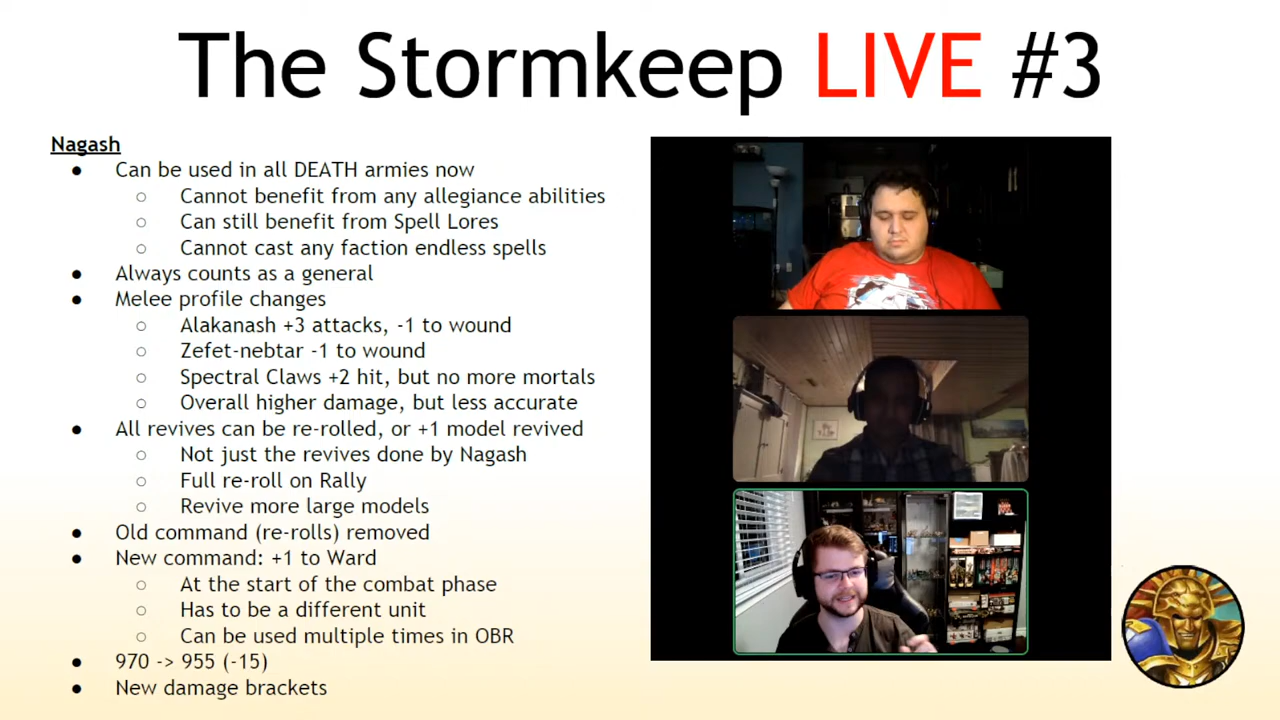 The Stormkeep LIVE #3
Nagash
● Can be used in all DEATH armies now
○ Cannot benefit from any allegiance abilities
○ Can still benefit from Spell Lores
○ Cannot cast any faction endless spells
● Always counts as a general
● Melee profile changes
○ Alakanash +3 attacks, -1 to wound
○ Zefet-nebtar -1 to wound
○ Spectral Claws +2 hit, but no more mortals
○ Overall higher damage, but less accurate
● All revives can be re-rolled, or +1 model revived
○ Not just the revives done by Nagash
○ Full re-roll on Rally
○ Revive more large models
● Old command (re-rolls) removed
● New command: +1 to Ward
○ At the start of the combat phase
○ Has to be a different unit
○ Can be used multiple times in OBR
● 970 -> 955 (-15)
● New damage brackets